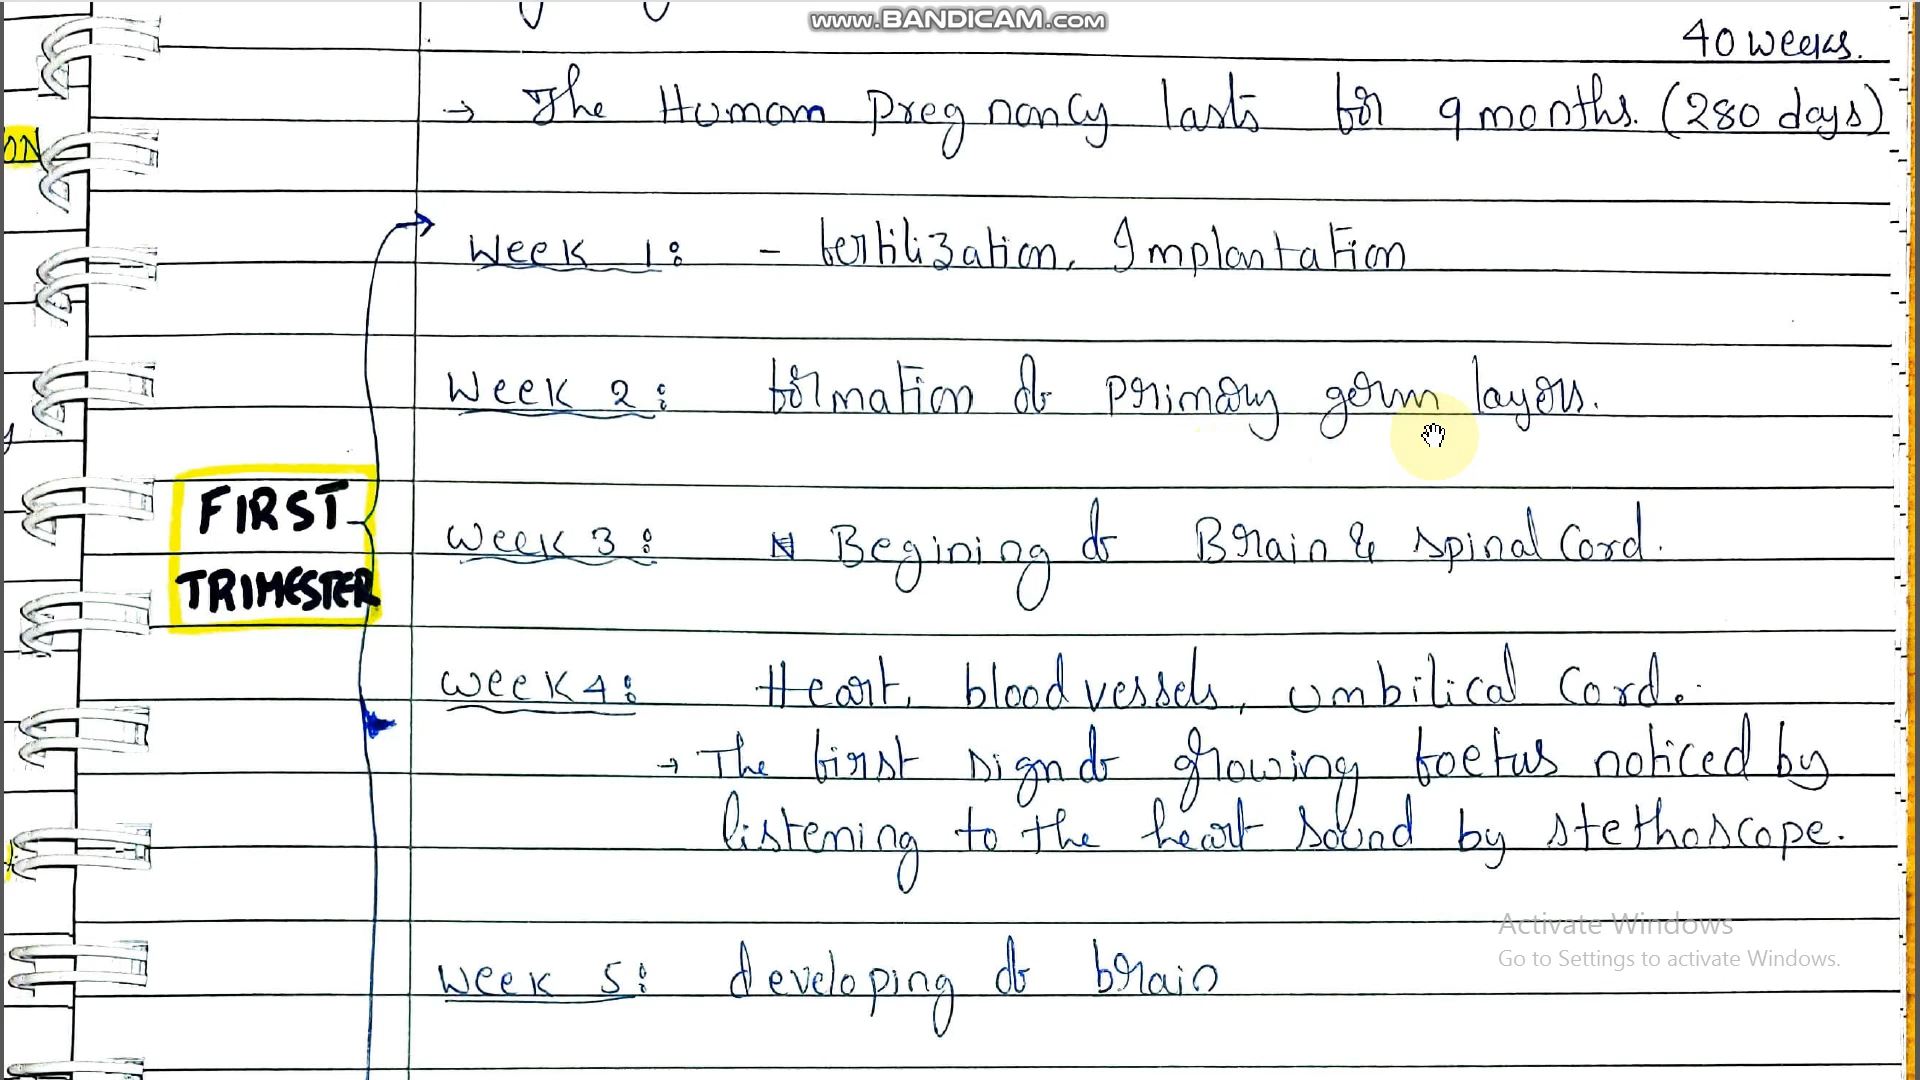 www.BANDICAM.com
40 weeks.
→ The Human Pregnancy lasts for 9 months. (280 days)
ON
Week 1: - fertilization, Implantation
Week 2: formation of primary germ layers.
FIRST
TRIMESTER
Week 3: Begining of Brain & spinal cord.
Week 4: Heart, blood vessels, umbilical cord.
→ The first sign of growing foetus noticed by
listening to the heart sound by stethoscope.
Activate Windows
Go to Settings to activate Windows.
Week 5: developing of brain